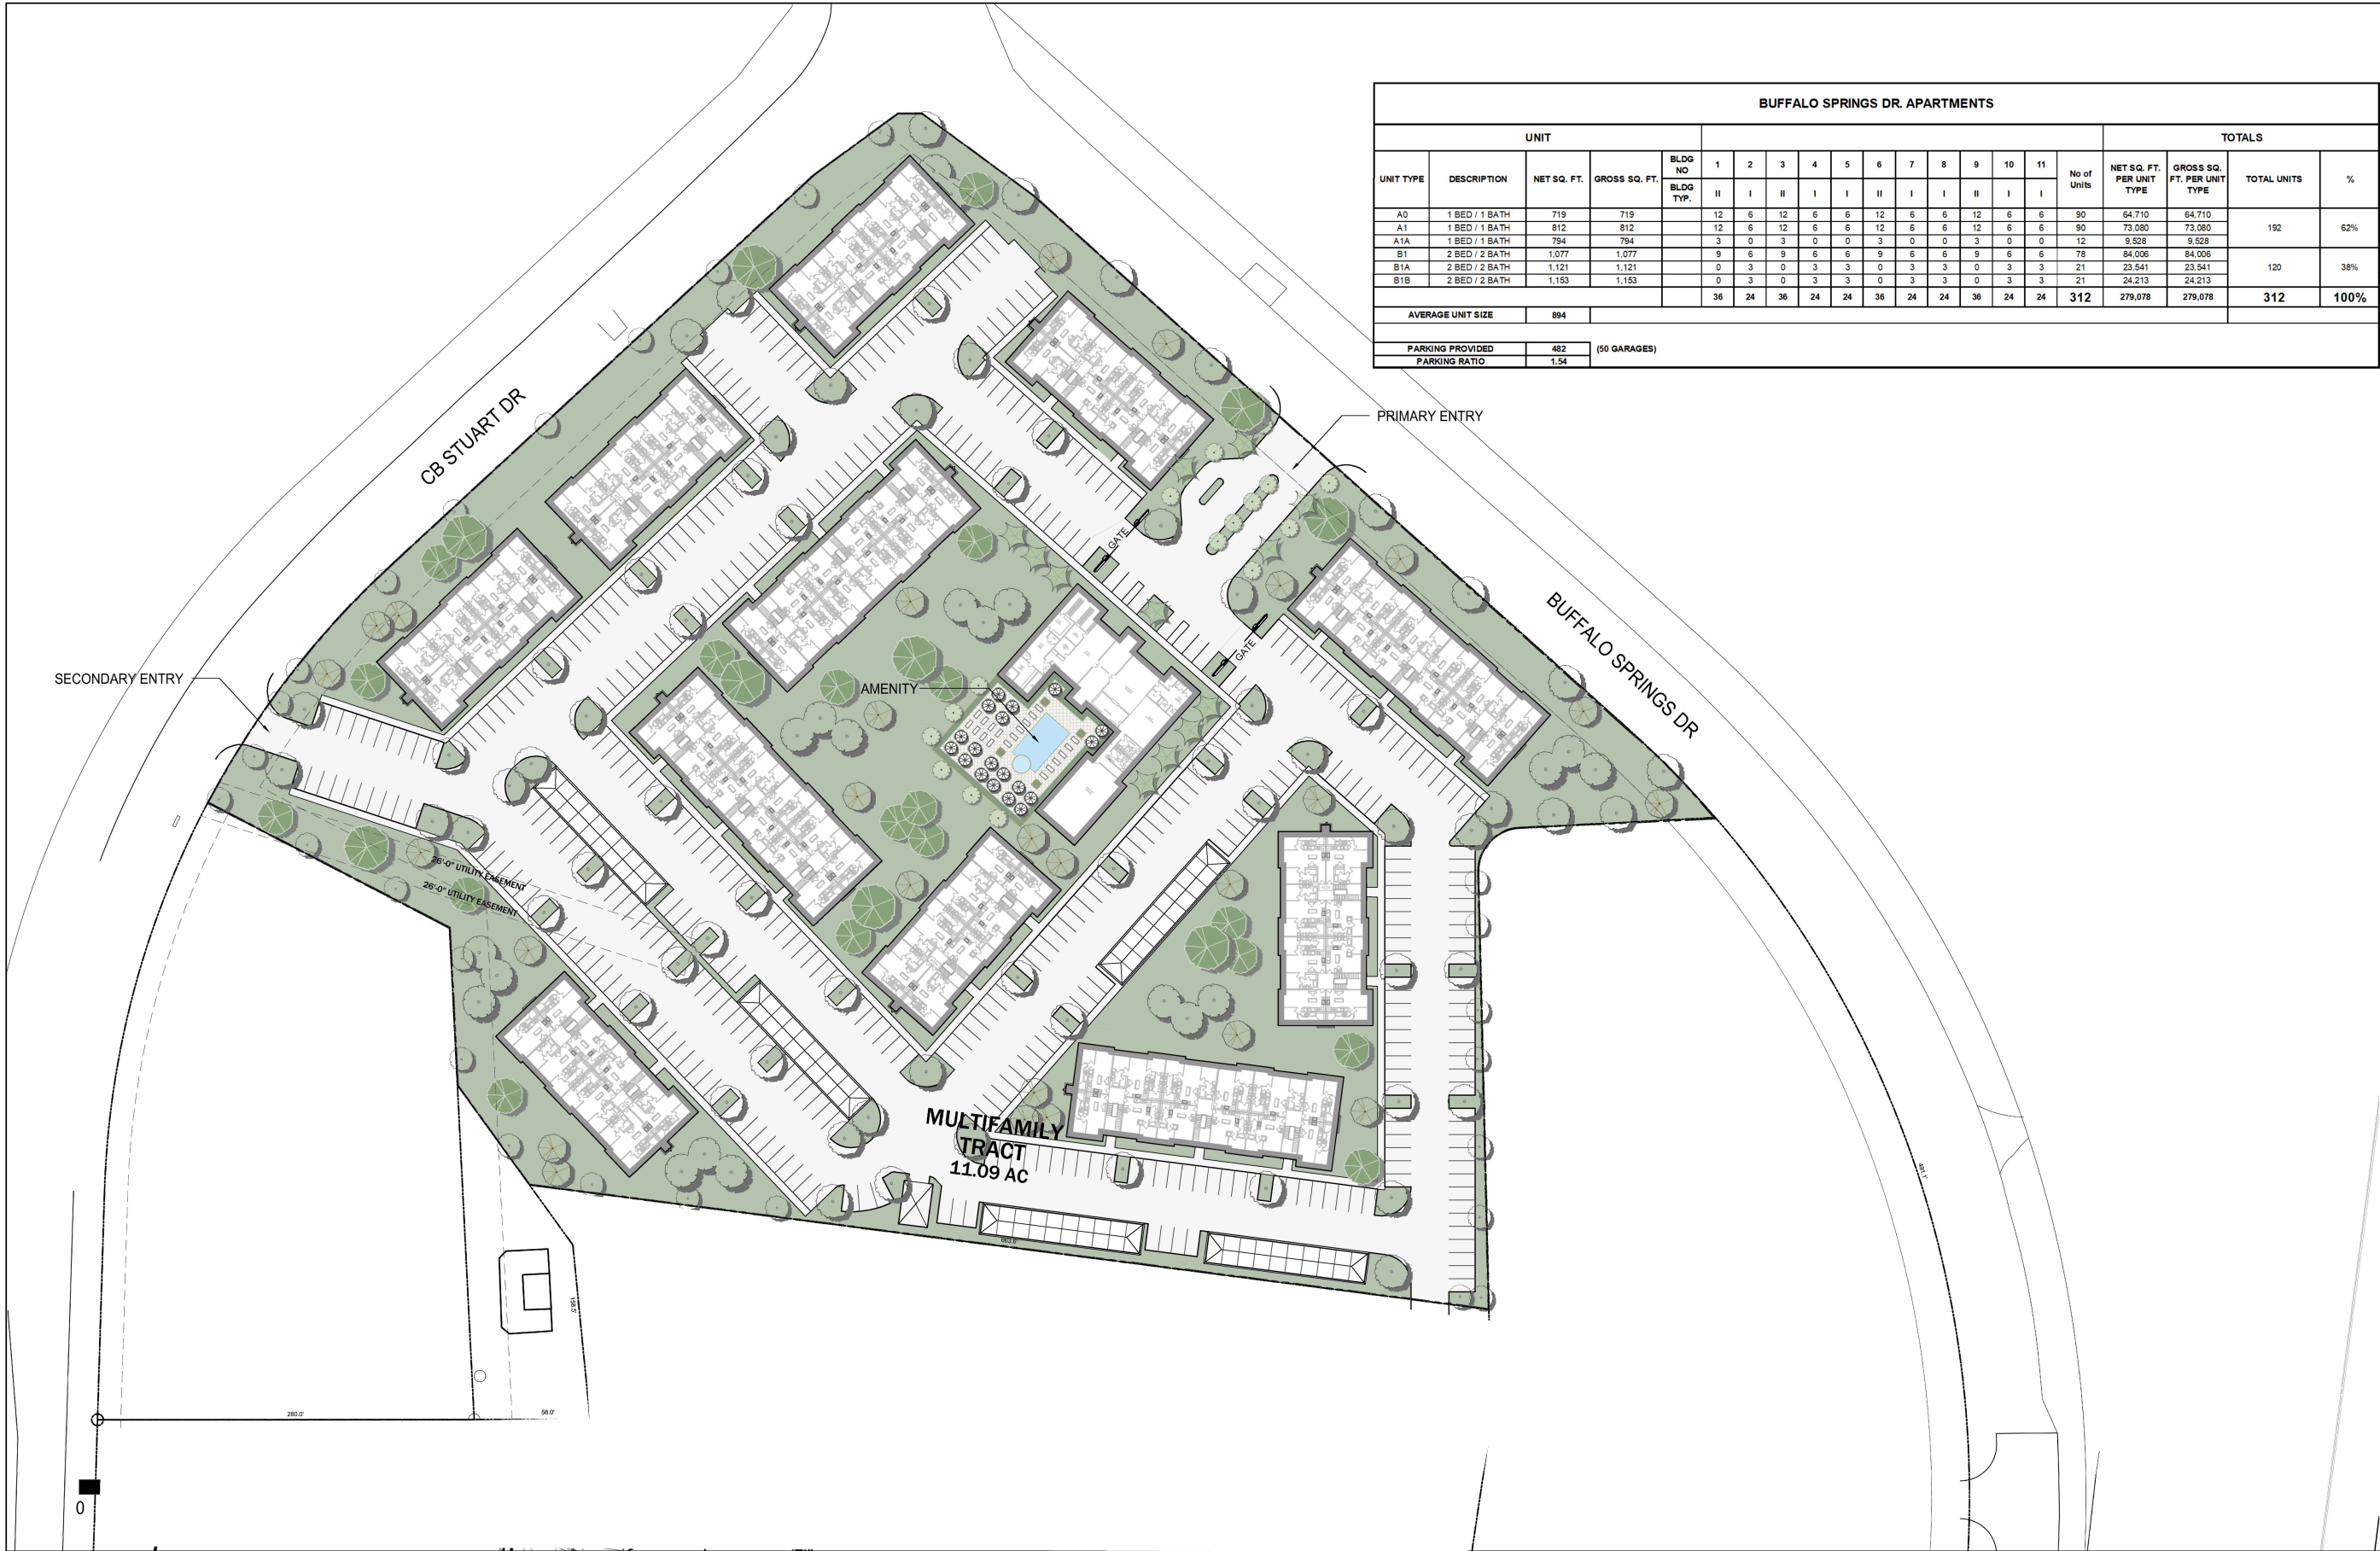 BUFFALO SPRINGS DR. APARTMENTS
UNIT TOTALS
UNIT TYPE DESCRIPTION NET SQ. FT. GROSS SQ. FT. BLDG NO 1 2 3 4 5 6 7 8 9 10 11 No of Units NET SQ. FT. PER UNIT TYPE GROSS SQ. FT. PER UNIT TYPE TOTAL UNITS %
BLDG TYP. II I II I I II I I II I I
A0 1 BED / 1 BATH 719 719 12 6 12 6 6 12 6 6 12 6 6 90 64,710 64,710
A1 1 BED / 1 BATH 812 812 12 6 12 6 6 12 6 6 12 6 6 90 73,080 73,080 192 62%
A1A 1 BED / 1 BATH 794 794 3 0 3 0 0 3 0 0 3 0 0 12 9,528 9,528
B1 2 BED / 2 BATH 1,077 1,077 9 6 9 6 6 9 6 6 9 6 6 78 84,006 84,006
B1A 2 BED / 2 BATH 1,121 1,121 0 3 0 3 3 0 3 3 0 3 3 21 23,541 23,541 120 38%
B1B 2 BED / 2 BATH 1,153 1,153 0 3 0 3 3 0 3 3 0 3 3 21 24,213 24,213
36 24 36 24 24 36 24 24 36 24 24 312 279,078 279,078 312 100%
AVERAGE UNIT SIZE 894
PARKING PROVIDED 482 (50 GARAGES)
PARKING RATIO 1.54
CB STUART DR
PRIMARY ENTRY
GATE
GATE
BUFFALO SPRINGS DR
SECONDARY ENTRY
AMENITY
26'-0" UTILITY EASEMENT
26'-0" UTILITY EASEMENT
MULTIFAMILY
TRACT
11.09 AC
491.1'
663.6'
158.5'
280.0'
58.0'
0